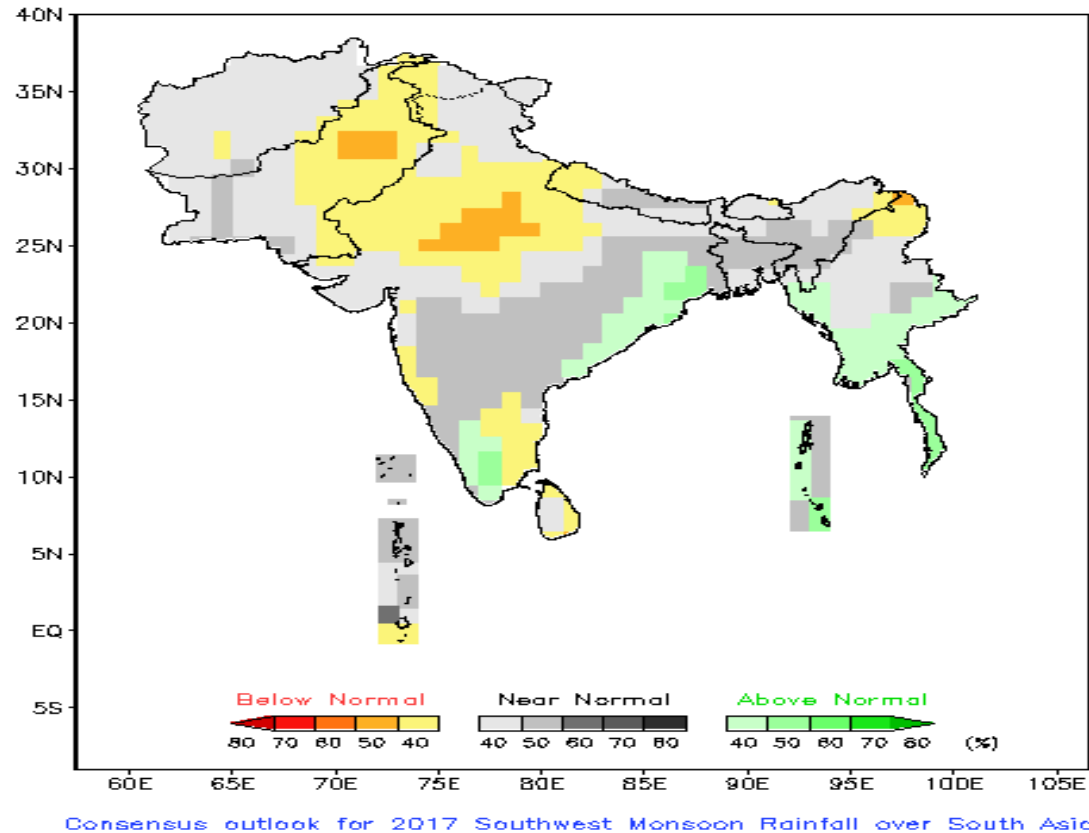 40N
35N
30N
25N
20N
15N
10N
5N
EQ
5S
Below Normal Near Normal Above Normal
80 70 60 50 40 40 50 60 70 80 40 50 60 70 80 (%)
60E 65E 70E 75E 80E 85E 90E 95E 100E 105E
Consensus outlook for 2017 Southwest Monsoon Rainfall over South Asia